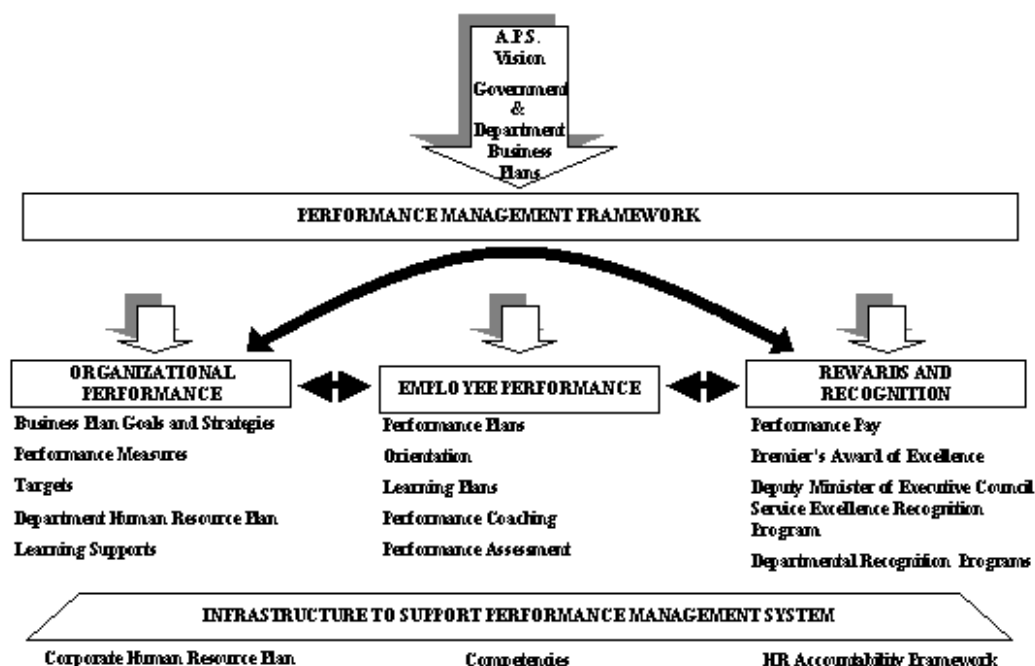 A.P.S.
Vision
Government
&
Department
Business
Plans
PERFORMANCE MANAGEMENT FRAMEWORK
ORGANIZATIONAL
PERFORMANCE
Business Plan Goals and Strategies
Performance Measures
Targets
Department Human Resource Plan
Learning Supports
EMPLOYEE PERFORMANCE
Performance Plans
Orientation
Learning Plans
Performance Coaching
Performance Assessment
REWARDS AND
RECOGNITION
Performance Pay
Premier's Award of Excellence
Deputy Minister of Executive Council
Service Excellence Recognition
Program
Departmental Recognition Programs
INFRASTRUCTURE TO SUPPORT PERFORMANCE MANAGEMENT SYSTEM
Corporate Human Resource Plan
Competencies
HR Accountability Framework